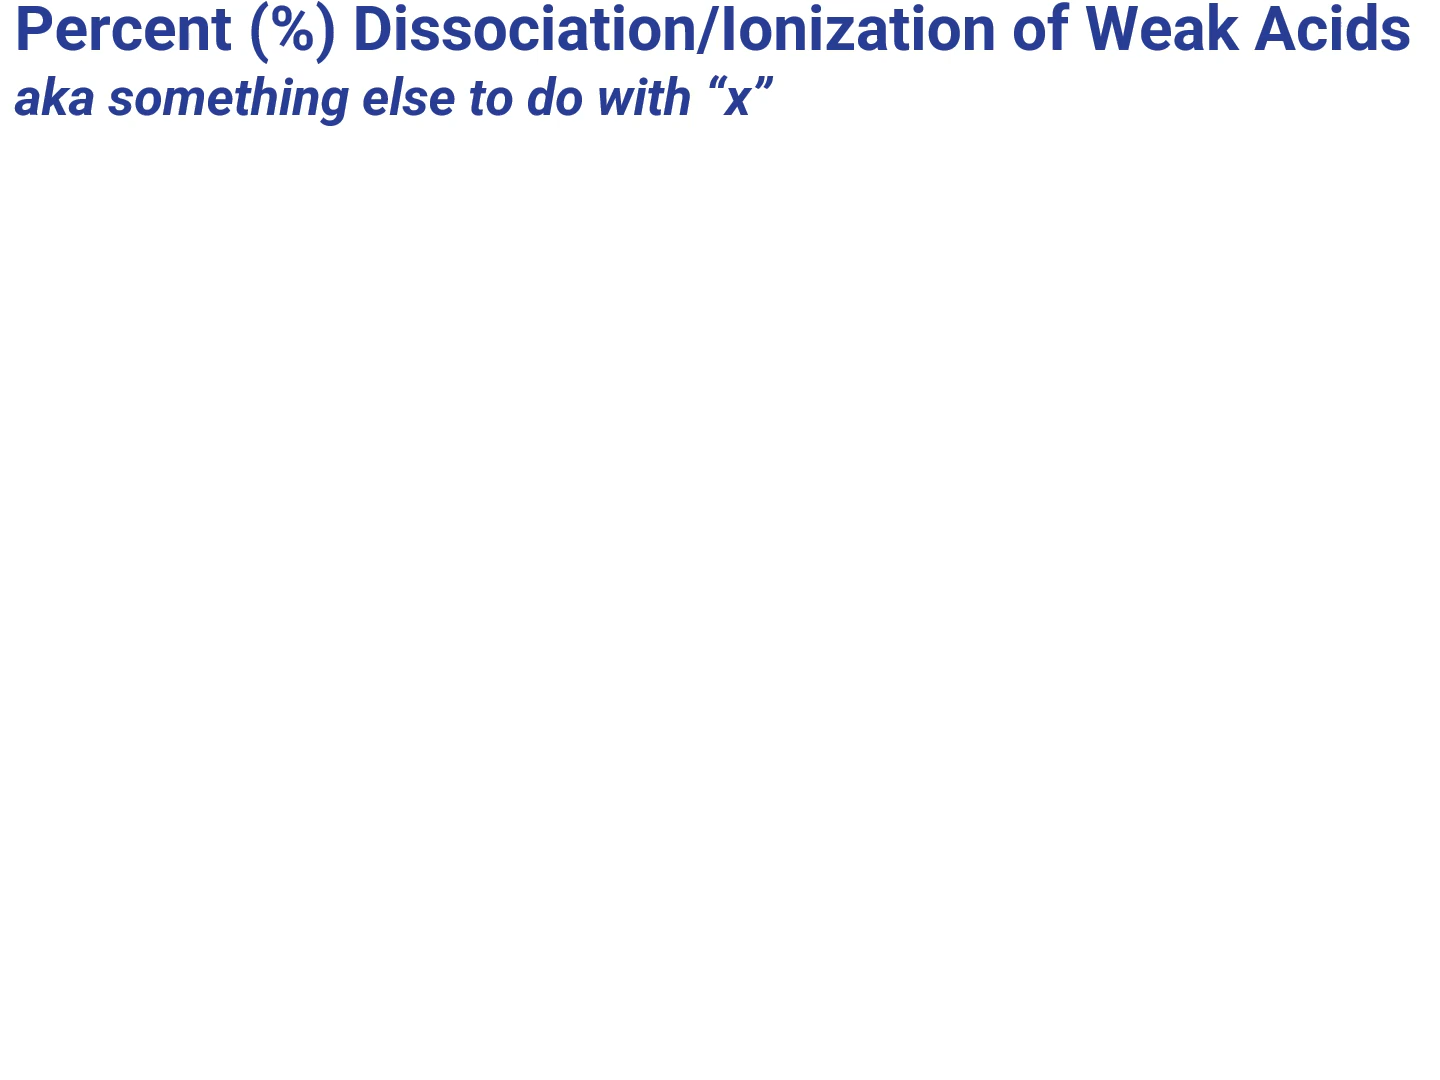 Percent (%) Dissociation/Ionization of Weak Acids
aka something else to do with “x”